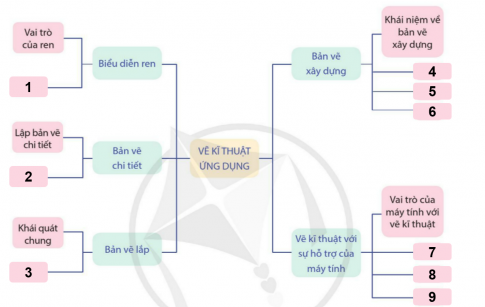 Vai trò
của ren
1
Biểu diễn ren
Lập bản vẽ
chi tiết
2
Bản vẽ
chi tiết
Khái quát
chung
3
Bản vẽ lắp
VẼ KĨ THUẬT
ỨNG DỤNG
Bản vẽ
xây dựng
Khái niệm về
bản vẽ
xây dựng
4
5
6
Vẽ kĩ thuật với
sự hỗ trợ của
máy tính
Vai trò của
máy tính với
vẽ kĩ thuật
7
8
9